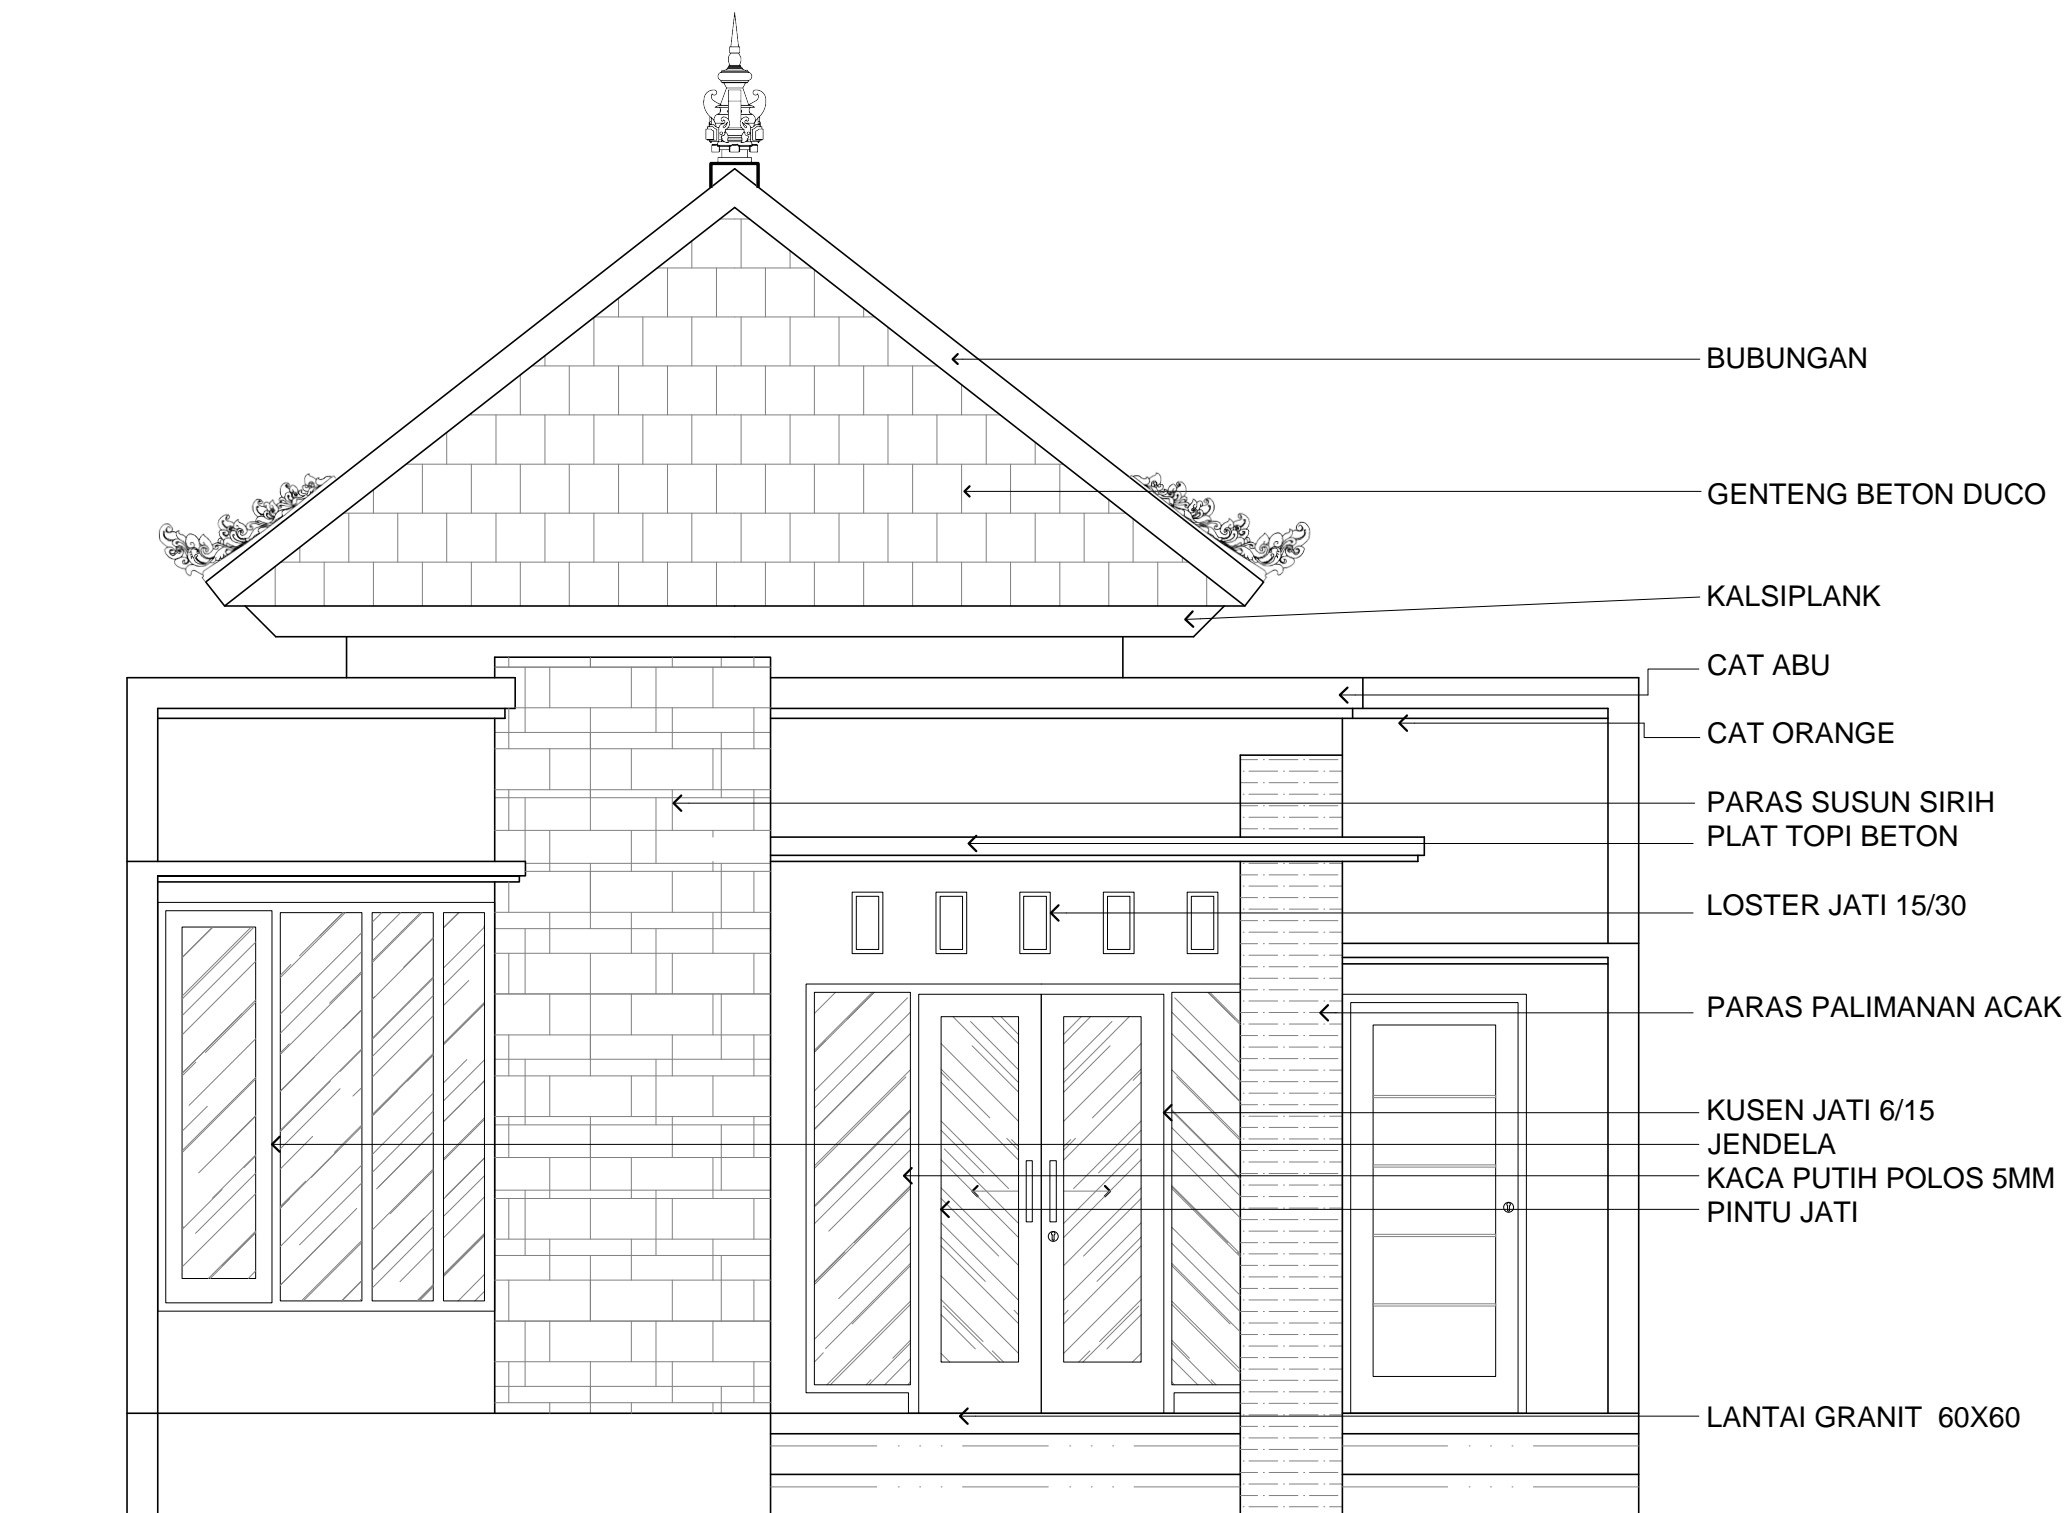 BUBUNGAN
GENTENG BETON DUCO
KALSIPLANK
CAT ABU
CAT ORANGE
PARAS SUSUN SIRIH
PLAT TOPI BETON
LOSTER JATI 15/30
PARAS PALIMANAN ACAK
KUSEN JATI 6/15
JENDELA
KACA PUTIH POLOS 5MM
PINTU JATI
LANTAI GRANIT 60X60